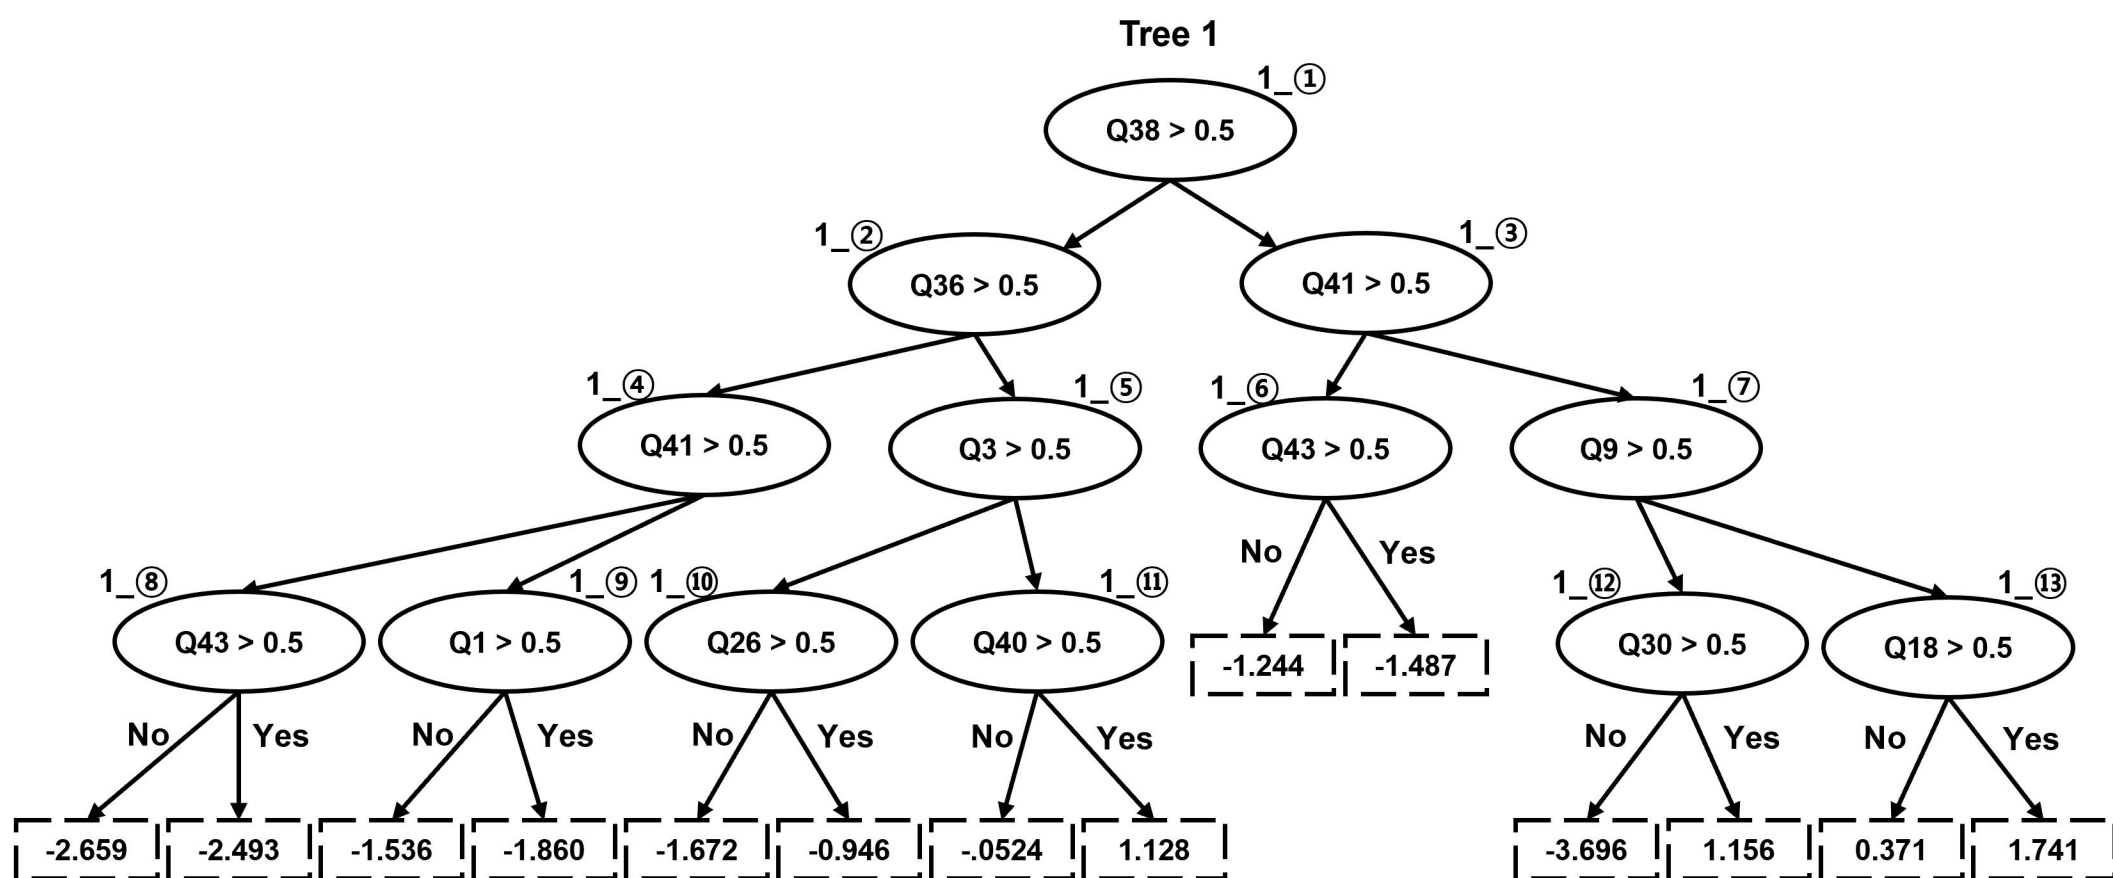 Tree 1
1_①
Q38 > 0.5
1_②
Q36 > 0.5
1_③
Q41 > 0.5
1_④
Q41 > 0.5
1_⑤
Q3 > 0.5
1_⑥
Q43 > 0.5
1_⑦
Q9 > 0.5
No
Yes
-1.244
-1.487
1_⑧
Q43 > 0.5
1_⑨
Q1 > 0.5
1_⑩
Q26 > 0.5
1_⑪
Q40 > 0.5
1_⑫
Q30 > 0.5
1_⑬
Q18 > 0.5
No
Yes
No
Yes
No
Yes
No
Yes
No
Yes
No
Yes
-2.659
-2.493
-1.536
-1.860
-1.672
-0.946
-.0524
1.128
-3.696
1.156
0.371
1.741